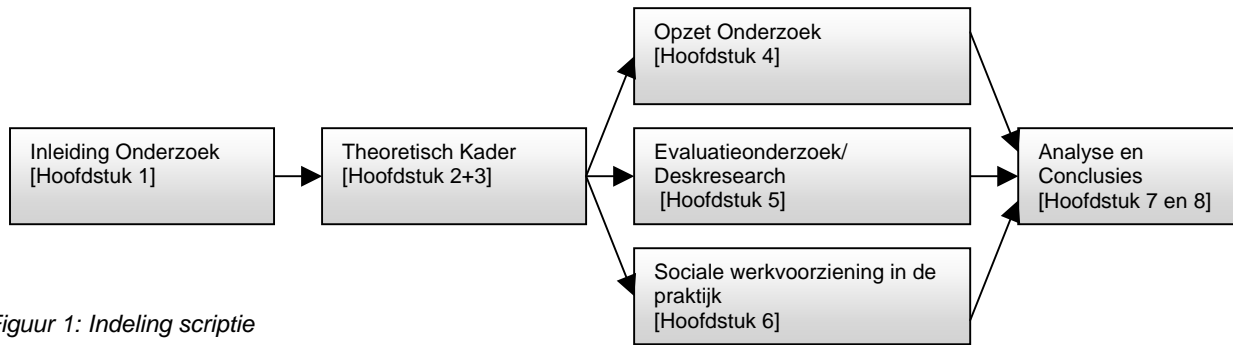 Opzet Onderzoek
[Hoofdstuk 4]
Inleiding Onderzoek
[Hoofdstuk 1]
Theoretisch Kader
[Hoofdstuk 2+3]
Evaluatieonderzoek/
Deskresearch
[Hoofdstuk 5]
Analyse en
Conclusies
[Hoofdstuk 7 en 8]
Sociale werkvoorziening in de
praktijk
[Hoofdstuk 6]
Figuur 1: Indeling scriptie